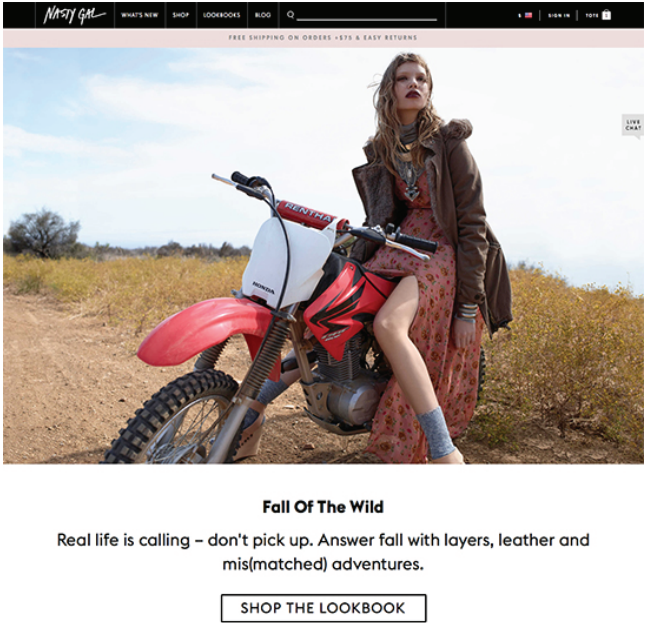 NASTY GAL WHAT'S NEW SHOP LOOKBOOKS BLOG $ SIGN IN TOTE
FREE SHIPPING ON ORDERS +$75 & EASY RETURNS
LIVE
CHAT
RENTHA
HONDA
Fall Of The Wild
Real life is calling – don't pick up. Answer fall with layers, leather and
mis(matched) adventures.
SHOP THE LOOKBOOK